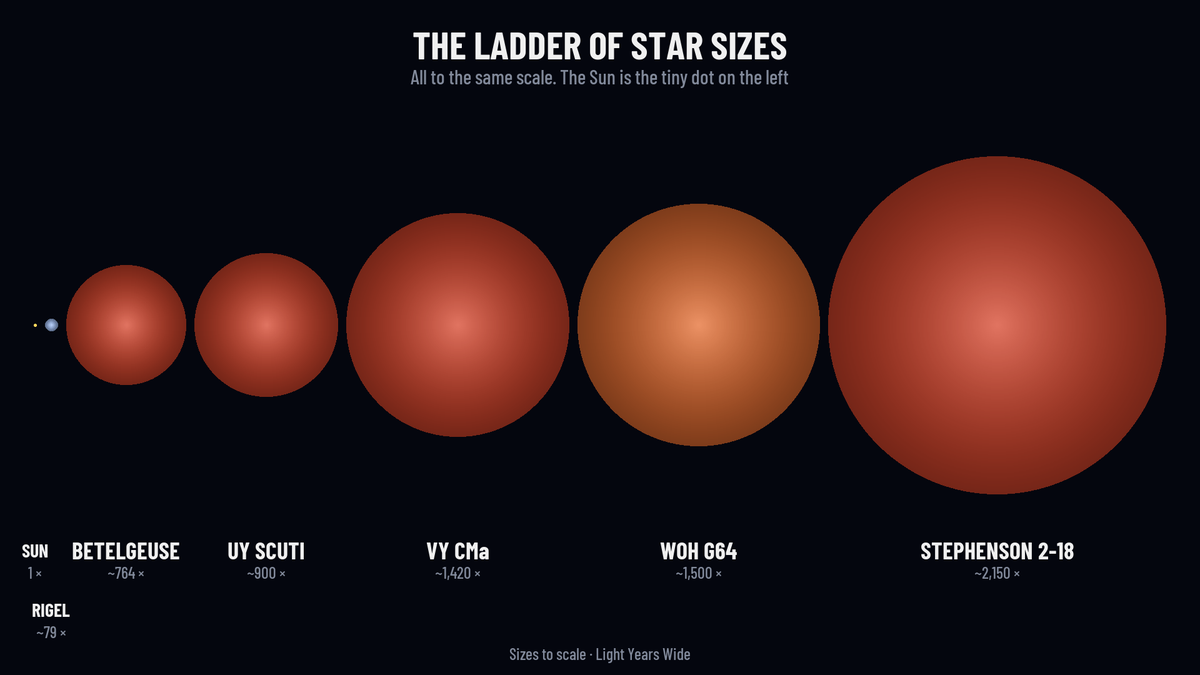 THE LADDER OF STAR SIZES
All to the same scale. The Sun is the tiny dot on the left
SUN
1 ×
BETELGEUSE
~764 ×
UY SCUTI
~900 ×
VY CMa
~1,420 ×
WOH G64
~1,500 ×
STEPHENSON 2-18
~2,150 ×
RIGEL
~79 ×
Sizes to scale · Light Years Wide